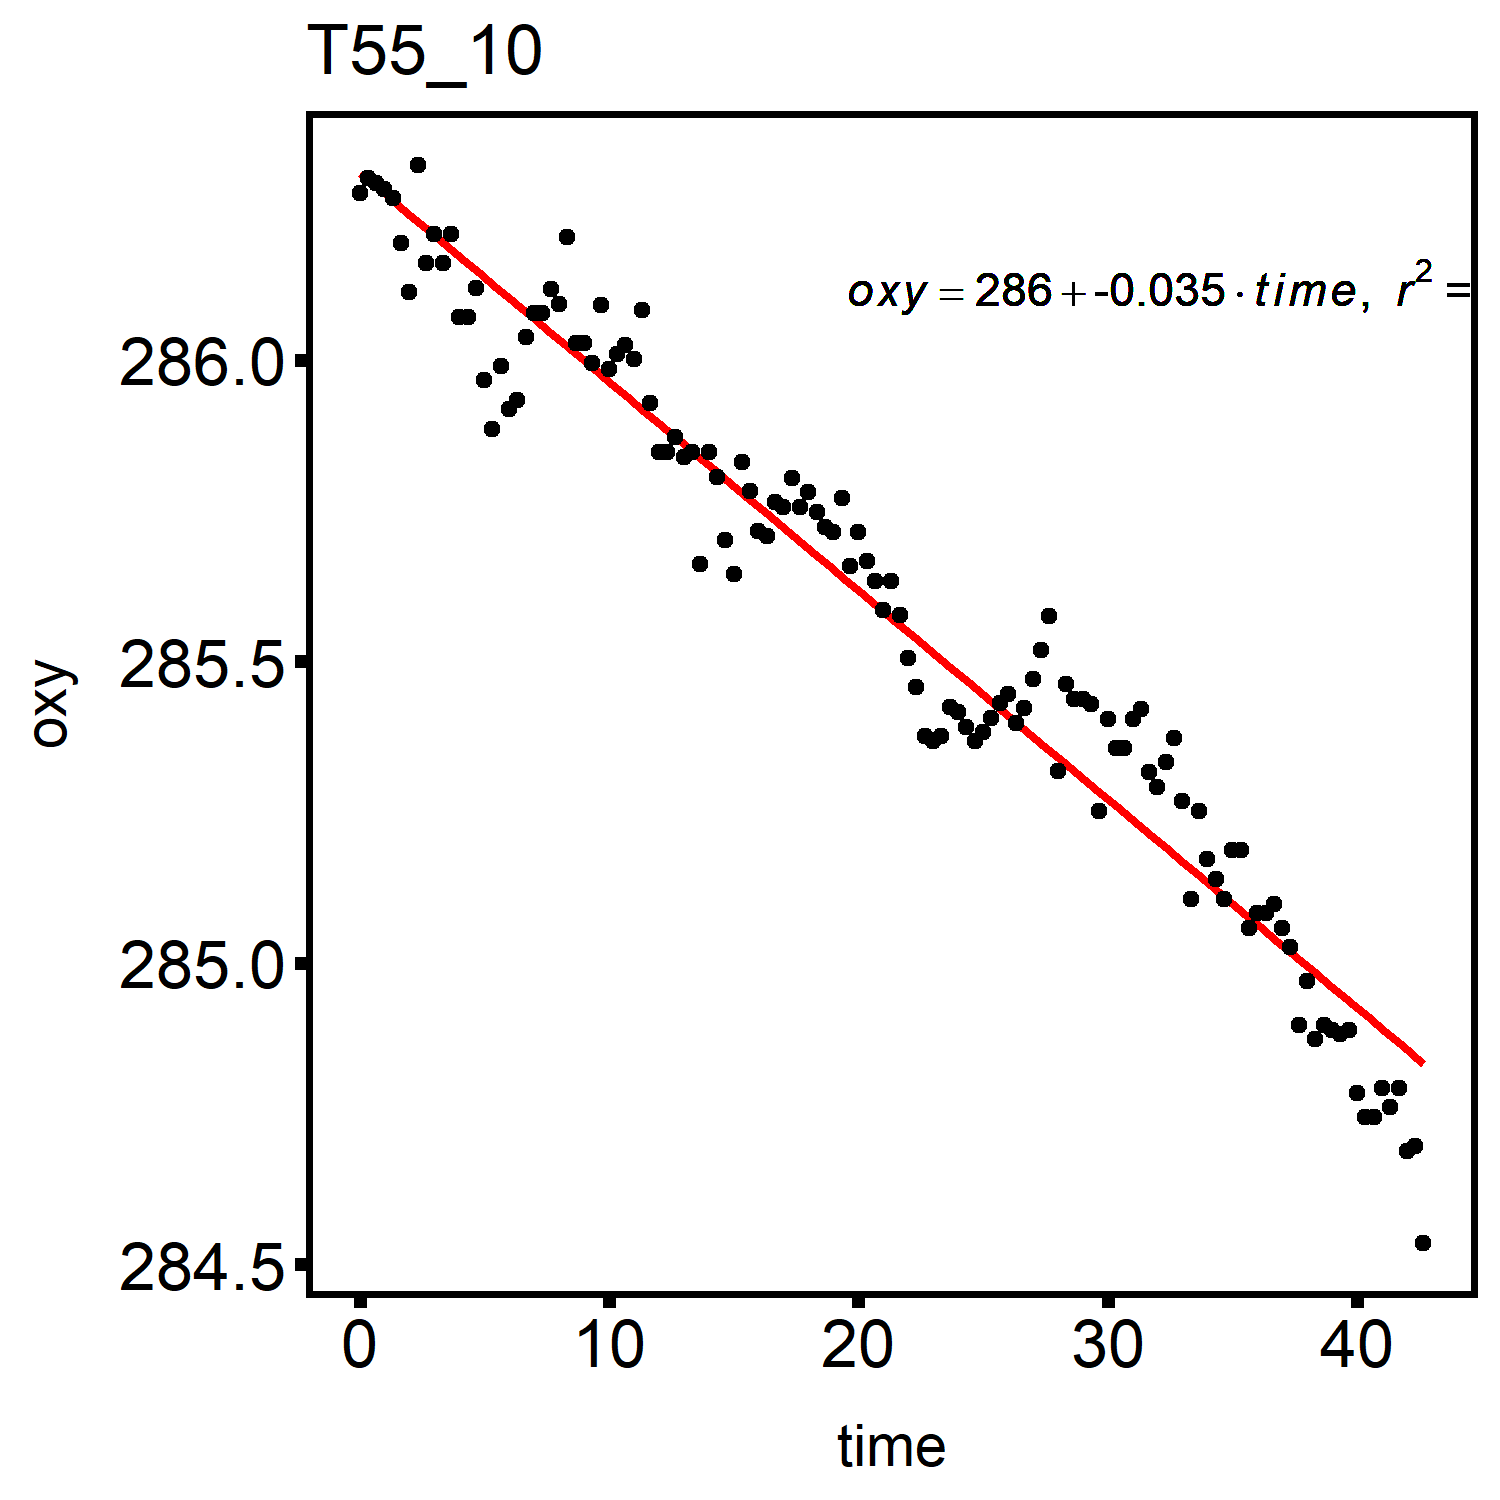 T55_10
oxy = 286 + -0.035 · time, r² =
286.0
285.5
285.0
284.5
oxy
0 10 20 30 40
time